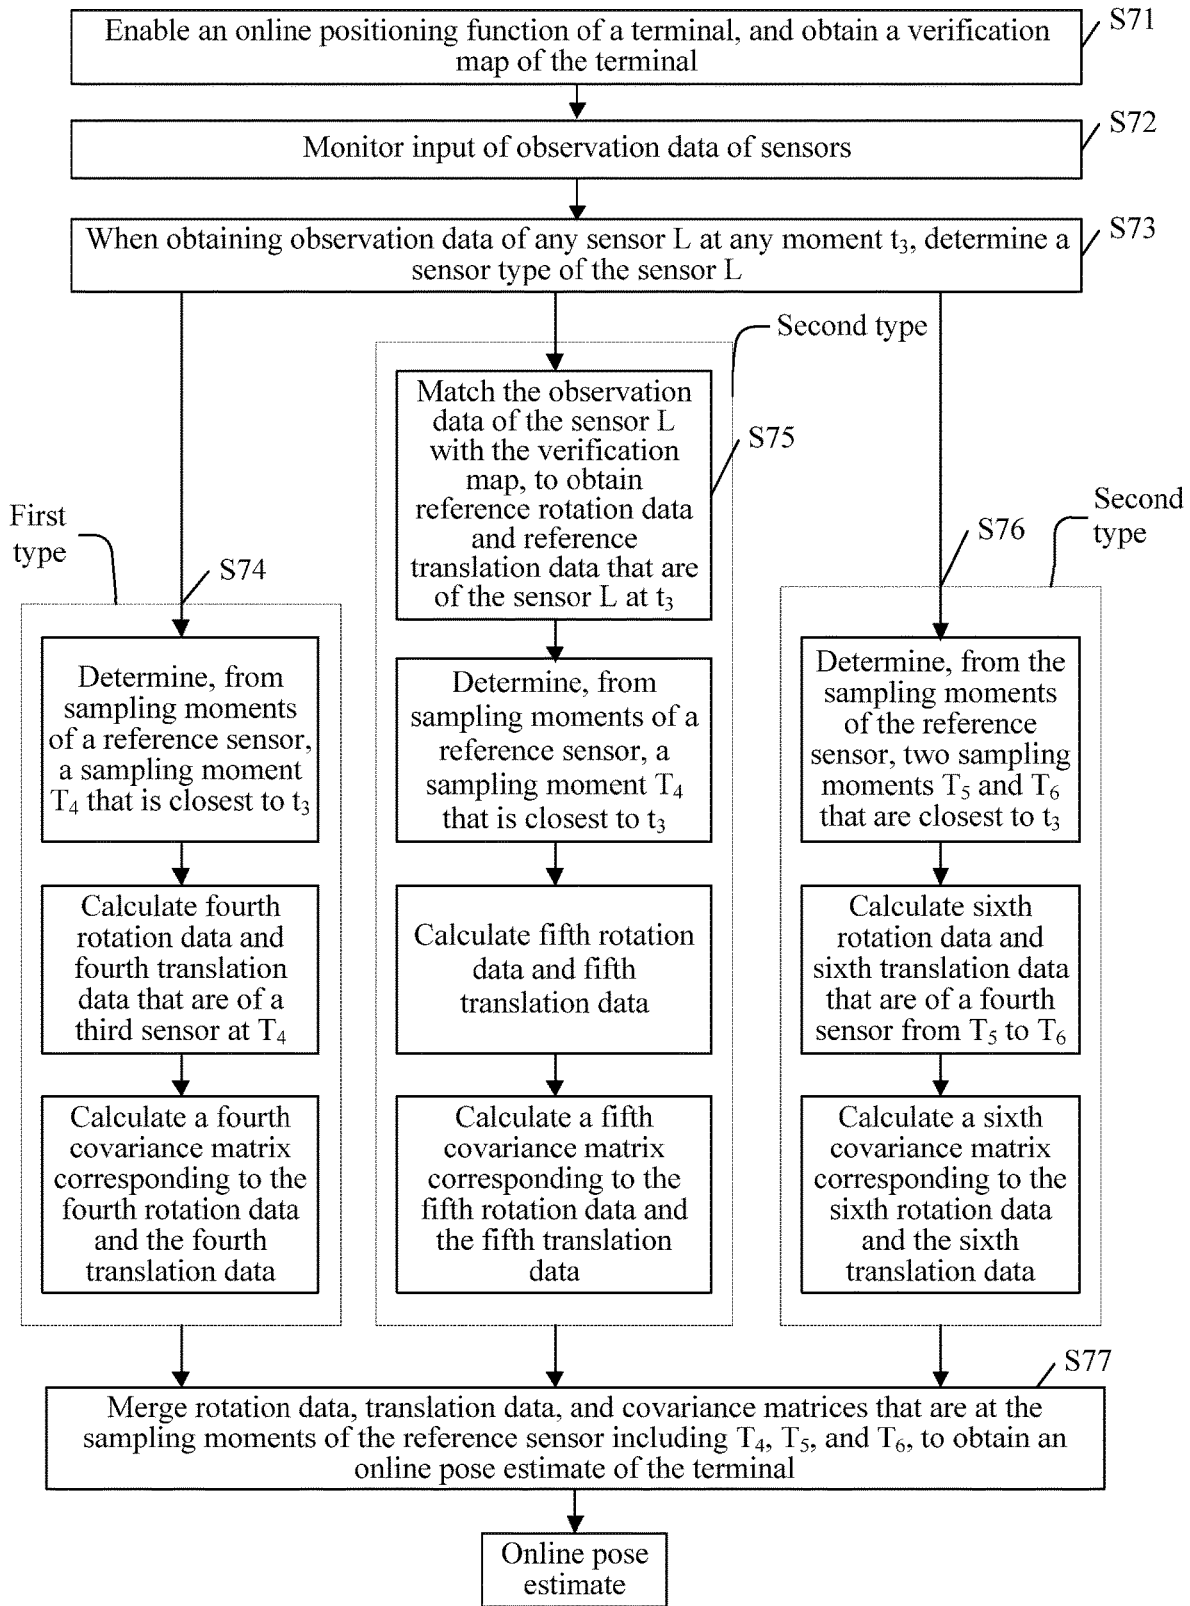 Enable an online positioning function of a terminal, and obtain a verification
map of the terminal
S71
Monitor input of observation data of sensors
S72
When obtaining observation data of any sensor L at any moment t3, determine a
sensor type of the sensor L
S73
Second type
Match the observation
data of the sensor L
with the verification
map, to obtain
reference rotation data
and reference
translation data that are
of the sensor L at t3
S75
First
type
S74
S76
Second
type
Determine, from
sampling moments
of a reference sensor,
a sampling moment
T4 that is closest to t3
Determine, from
sampling moments of a
reference sensor, a
sampling moment T4
that is closest to t3
Determine, from the
sampling moments
of the reference
sensor, two sampling
moments T5 and T6
that are closest to t3
Calculate fourth
rotation data and
fourth translation
data that are of a
third sensor at T4
Calculate fifth rotation
data and fifth
translation data
Calculate sixth
rotation data and
sixth translation data
that are of a fourth
sensor from T5 to T6
Calculate a fourth
covariance matrix
corresponding to the
fourth rotation data
and the fourth
translation data
Calculate a fifth
covariance matrix
corresponding to the
fifth rotation data and
the fifth translation
data
Calculate a sixth
covariance matrix
corresponding to the
sixth rotation data
and the sixth
translation data
S77
Merge rotation data, translation data, and covariance matrices that are at the
sampling moments of the reference sensor including T4, T5, and T6, to obtain an
online pose estimate of the terminal
Online pose
estimate